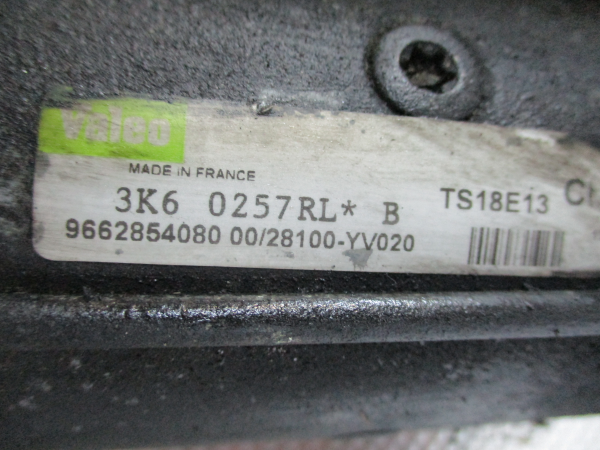 Valeo
MADE IN FRANCE
3K6 0257RL* B
TS18E13
9662854080 00/28100-YV020